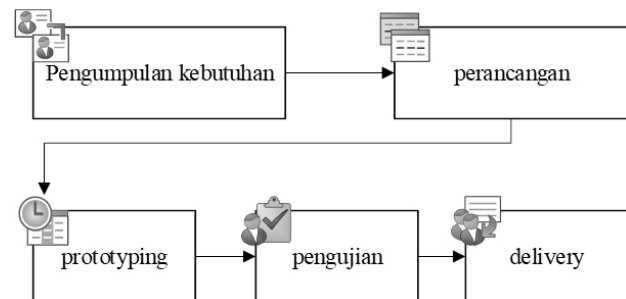 Pengumpulan kebutuhan
perancangan
prototyping
pengujian
delivery